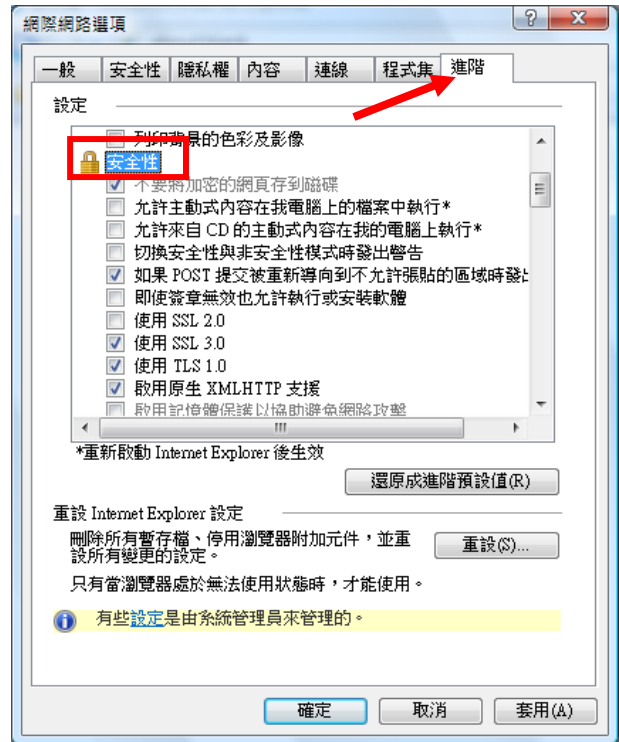 網際網路選項
一般 安全性 隱私權 內容 連線 程式集 進階
設定
列印背景的色彩及影像
安全性
不要將加密的網頁存到磁碟
允許主動式內容在我電腦上的檔案中執行*
允許來自 CD 的主動式內容在我的電腦上執行*
切換安全性與非安全性模式時發出警告
如果 POST 提交被重新導向到不允許張貼的區域時發出
即使簽章無效也允許執行或安裝軟體
使用 SSL 2.0
使用 SSL 3.0
使用 TLS 1.0
啟用原生 XMLHTTP 支援
啟用記憶體保護以協助避免網路攻擊
*重新啟動 Internet Explorer 後生效
還原成進階預設值(R)
重設 Internet Explorer 設定
刪除所有暫存檔、停用瀏覽器附加元件，並重
設所有變更的設定。
重設(S)...
只有當瀏覽器處於無法使用狀態時，才能使用。
有些設定是由系統管理員來管理的。
確定 取消 套用(A)